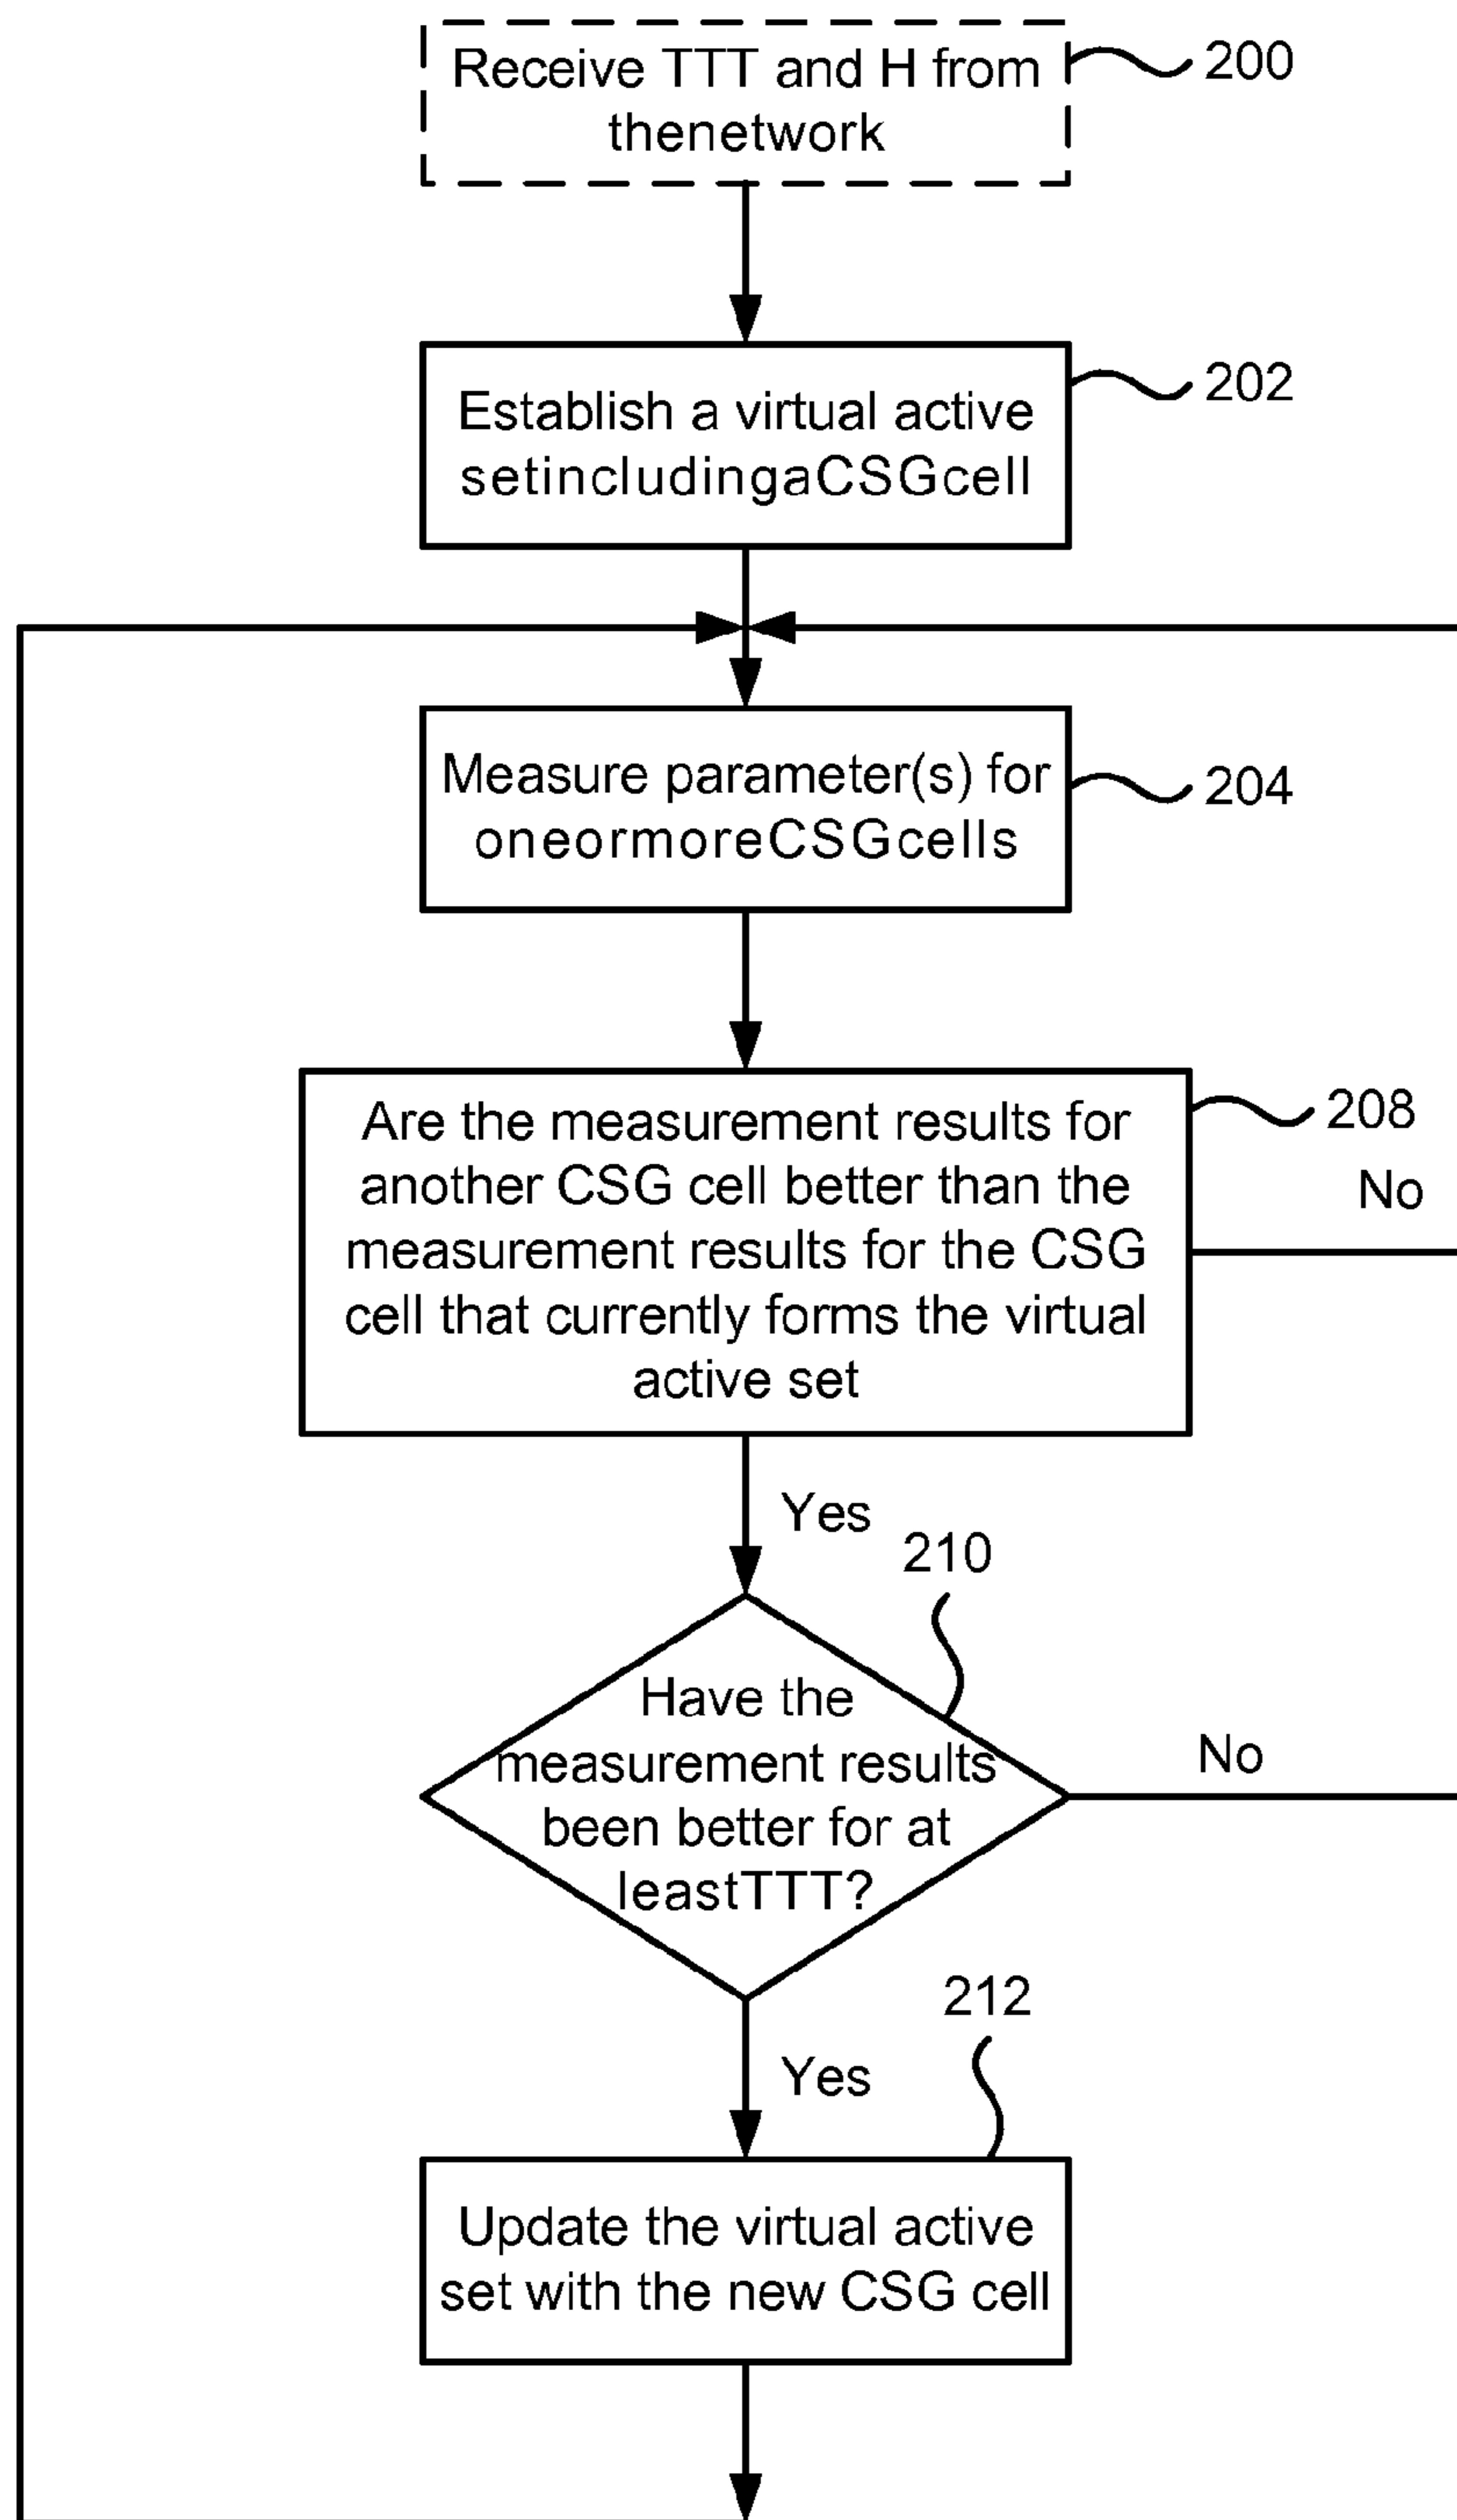 Receive TTT and H from
thenetwork
200
Establish a virtual active
setincludingaCSGcell
202
Measure parameter(s) for
oneormoreCSGcells
204
Are the measurement results for
another CSG cell better than the
measurement results for the CSG
cell that currently forms the virtual
active set
208
No
Yes
210
Have the
measurement results
been better for at
leastTTT?
No
212
Yes
Update the virtual active
set with the new CSG cell